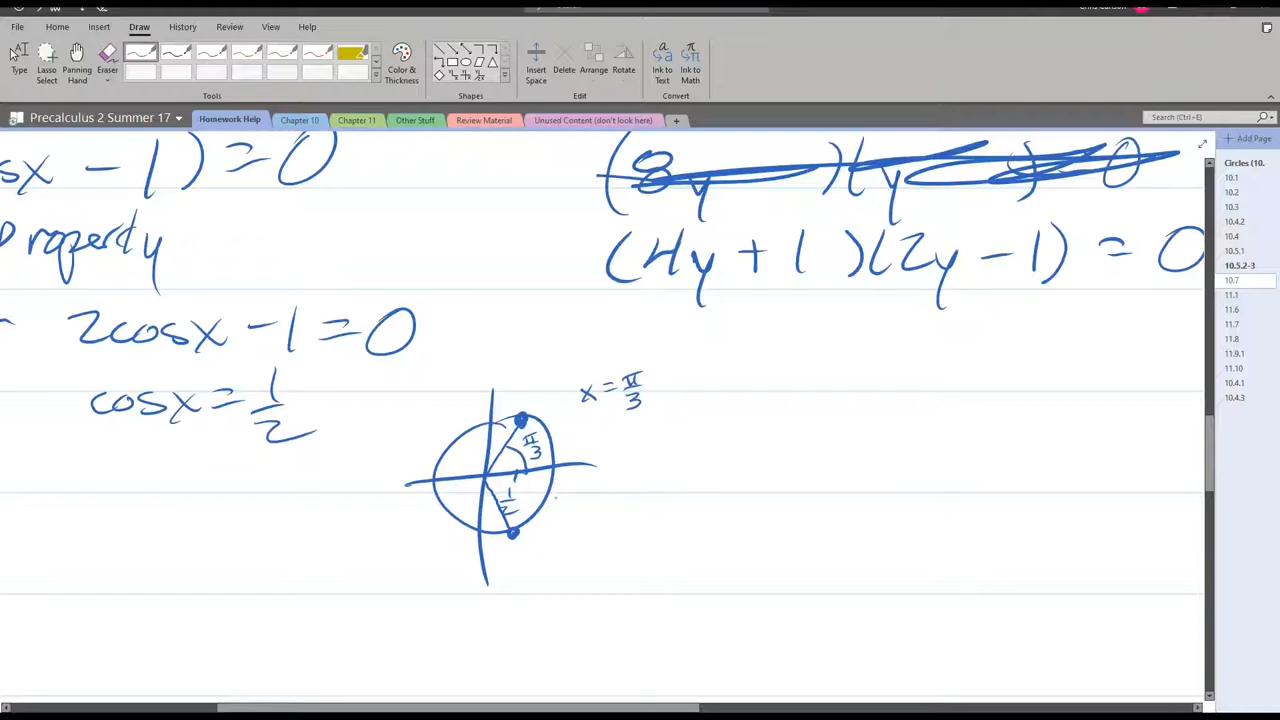 File Home Insert Draw History Review View Help
Type Lasso Select Panning Hand Eraser Color & Thickness Insert Space Delete Arrange Rotate Ink to Text Ink to Math
Tools Shapes Edit Convert
Precalculus 2 Summer 17 Homework Help Chapter 10 Chapter 11 Other Stuff Review Material Unused Content (don't look here) + Search (Ctrl+E)
Add Page
Circles (10.
10.1
10.2
10.3
10.4.2
10.4
10.5.1
10.5.2-3
10.7
11.1
11.6
11.7
11.8
11.9.1
11.10
10.4.1
10.4.3
sx - 1) = 0
Property
2cosx - 1 = 0
cosx = 1/2
x = π/3
π/3
1/2
(8y )(y ) = 0
(4y + 1)(2y - 1) = 0